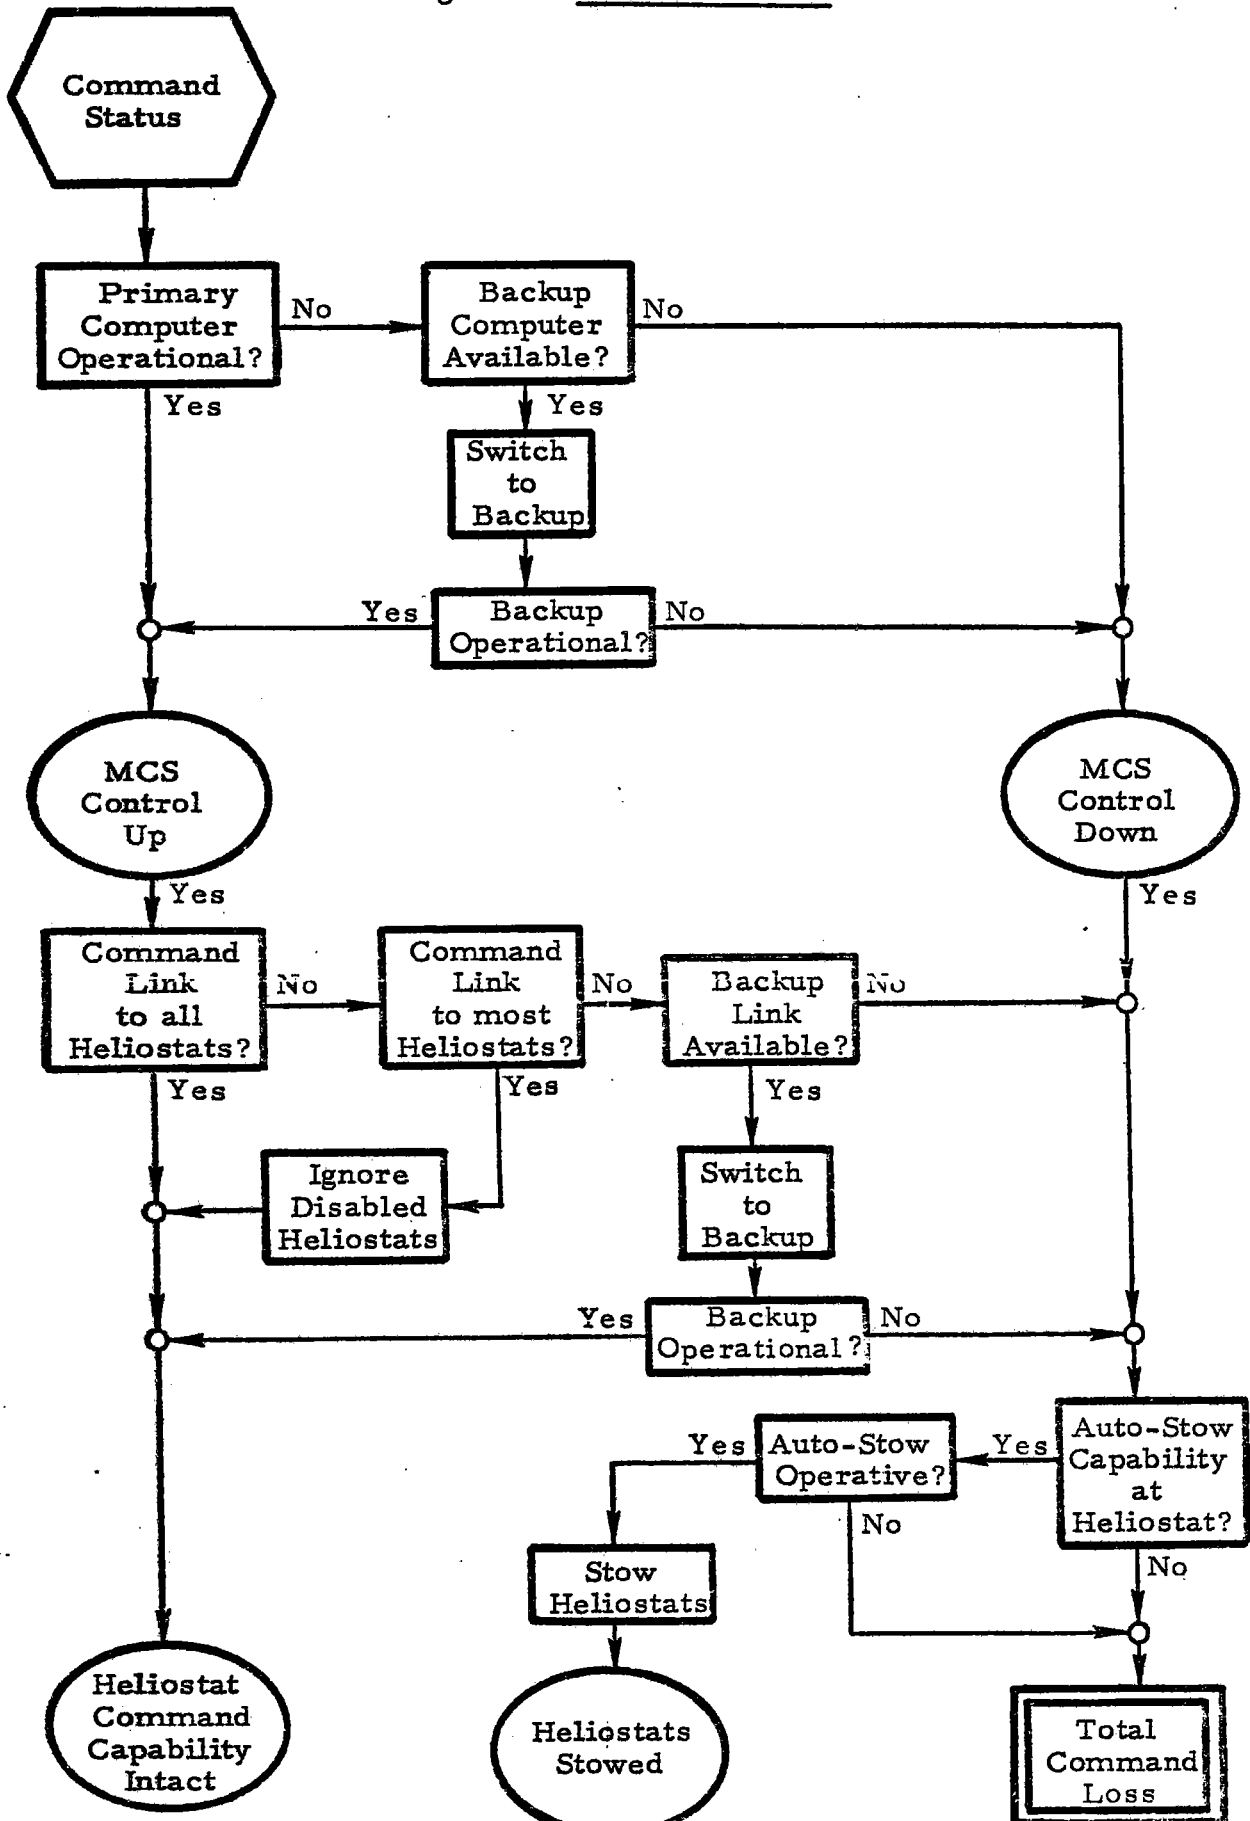 Command
Status
Primary
Computer
Operational?
No
Backup
Computer
Available?
No
Yes
Yes
Switch
to
Backup
Yes
Backup
Operational?
No
MCS
Control
Up
MCS
Control
Down
Yes
Yes
Command
Link
to all
Heliostats?
No
Command
Link
to most
Heliostats?
No
Backup
Link
Available?
No
Yes
Yes
Yes
Ignore
Disabled
Heliostats
Switch
to
Backup
Yes
Backup
Operational?
No
Auto-Stow
Capability
at
Heliostat?
Yes
Auto-Stow
Operative?
Yes
No
No
Stow
Heliostats
Heliostat
Command
Capability
Intact
Heliostats
Stowed
Total
Command
Loss